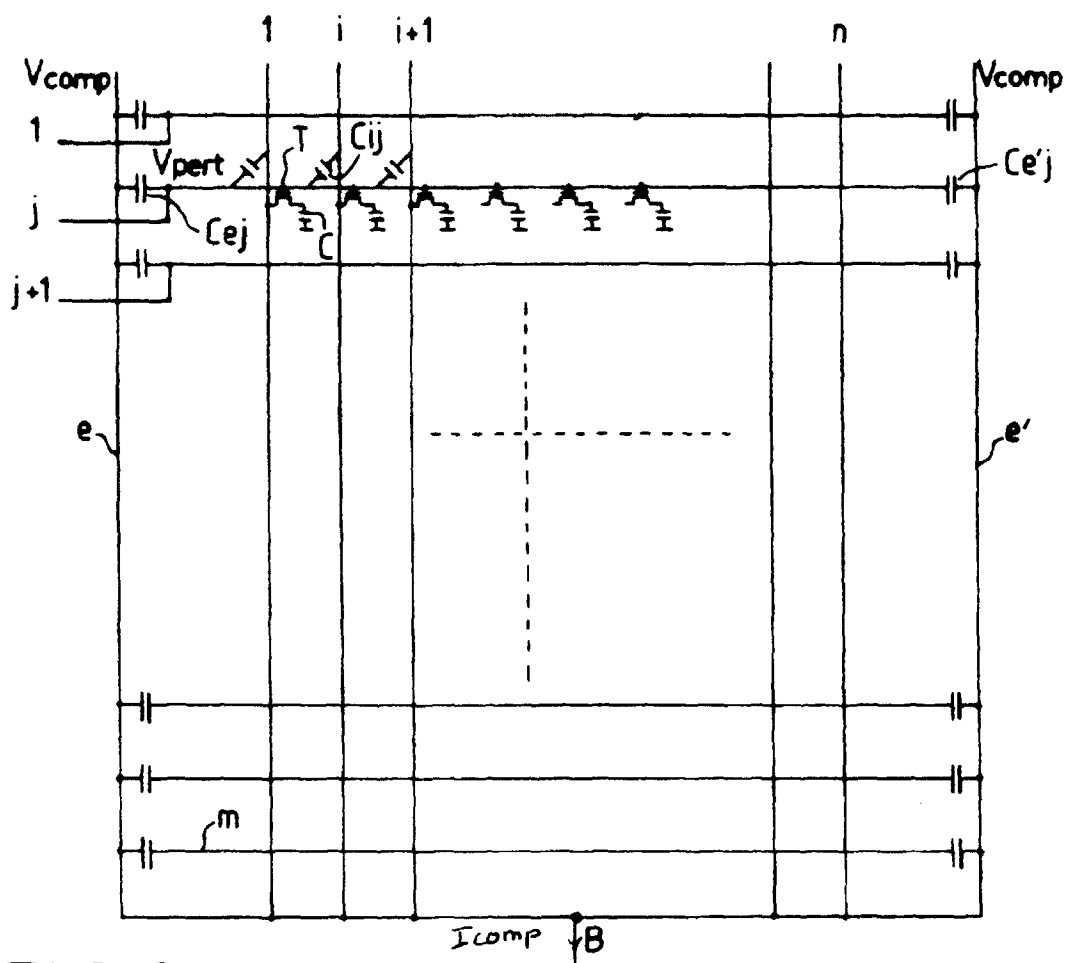 1 i i+1 n
Vcomp Vcomp
1
T Cij
Vpert Ce'j
j Cej C
j+1
e e'
m
Icomp B